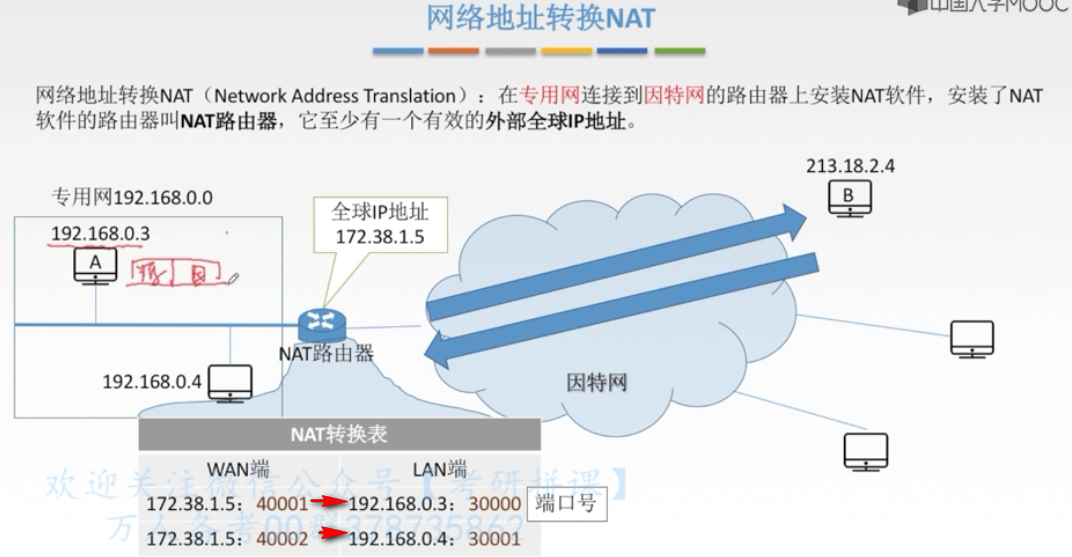 中国大学MOOC
网络地址转换NAT
网络地址转换NAT（Network Address Translation）：在专用网连接到因特网的路由器上安装NAT软件，安装了NAT
软件的路由器叫NAT路由器，它至少有一个有效的外部全球IP地址。
213.18.2.4
B
专用网192.168.0.0
192.168.0.3
A
全球IP地址
172.38.1.5
NAT路由器
192.168.0.4
因特网
NAT转换表
WAN端 LAN端
欢迎关注微信公众号【考研拼课】
172.38.1.5：40001 192.168.0.3：30000 端口号
万人备考QQ群378735862
172.38.1.5：40002 192.168.0.4：30001